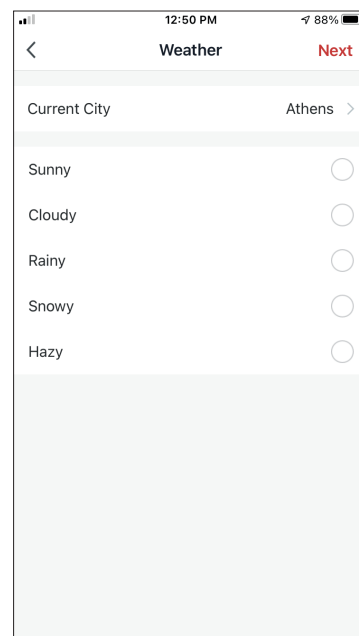 12:50 PM 88%
Weather Next
Current City Athens
Sunny
Cloudy
Rainy
Snowy
Hazy